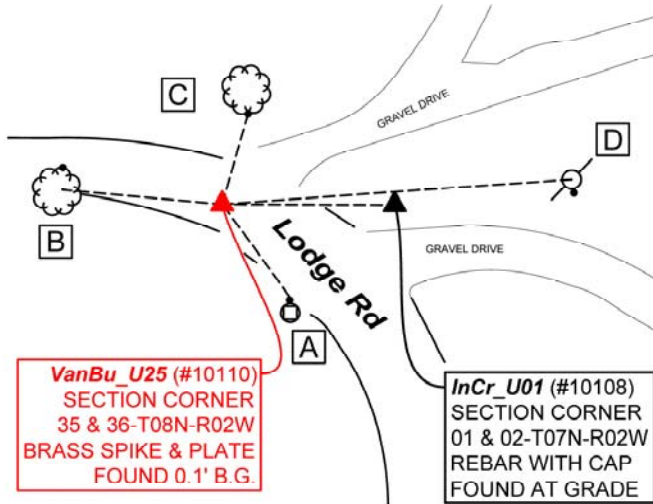 C
GRAVEL DRIVE
D
B
Lodge Rd
GRAVEL DRIVE
A
VanBu_U25 (#10110)
SECTION CORNER
35 & 36-T08N-R02W
BRASS SPIKE & PLATE
FOUND 0.1' B.G.
InCr_U01 (#10108)
SECTION CORNER
01 & 02-T07N-R02W
REBAR WITH CAP
FOUND AT GRADE